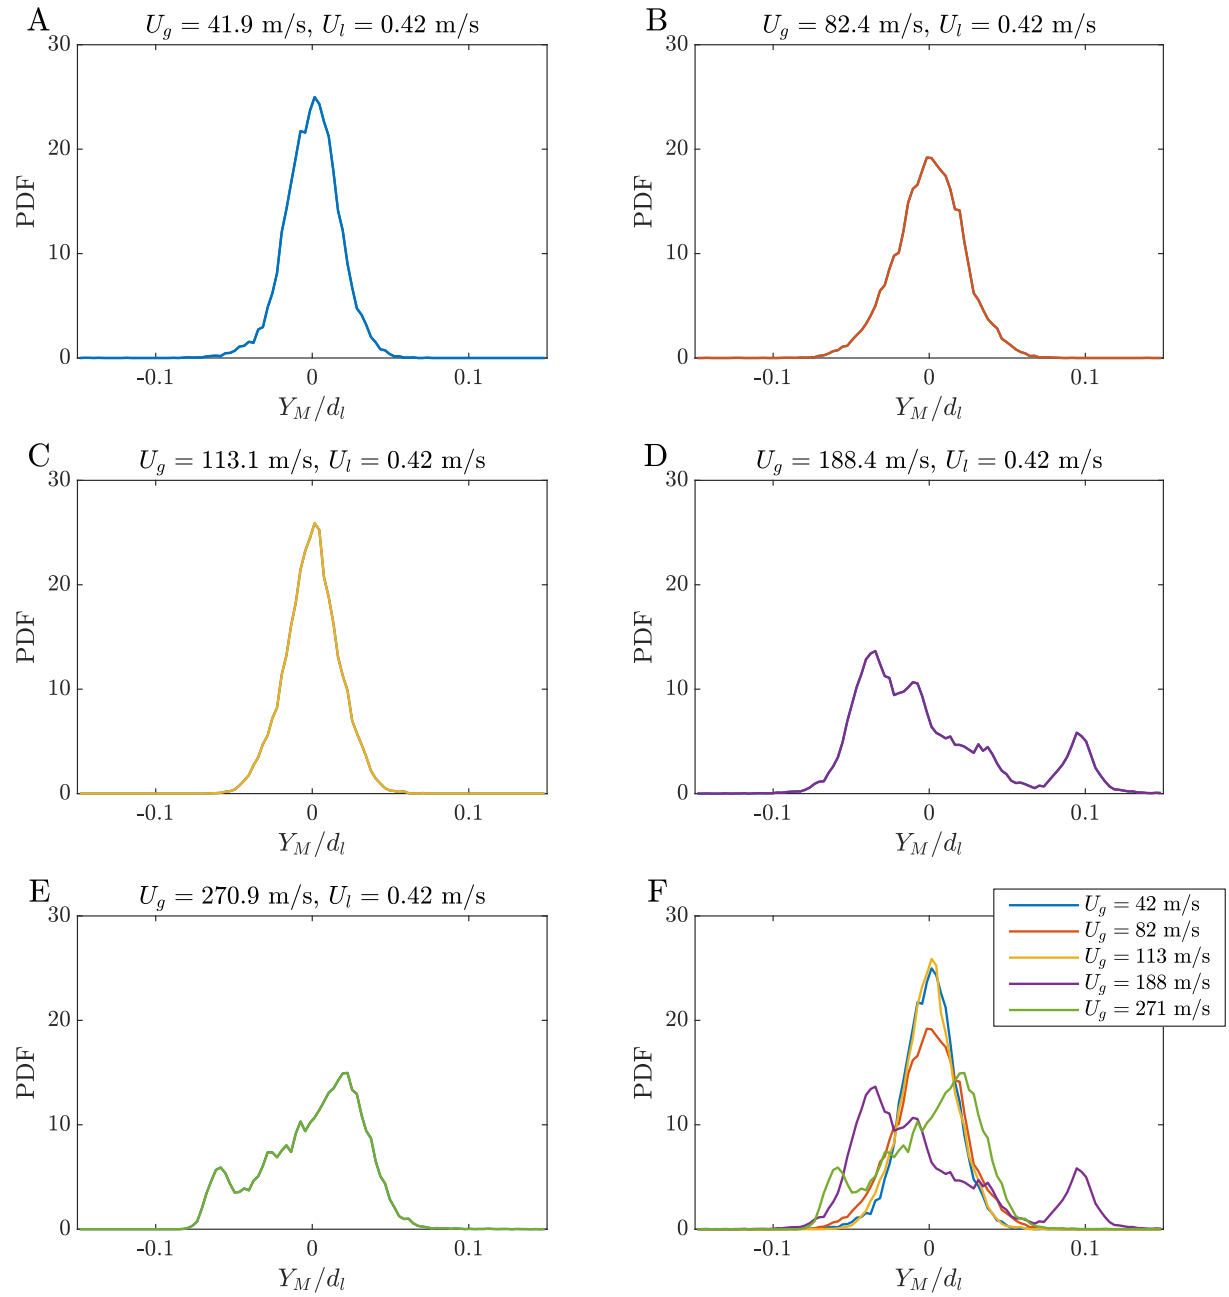 A
U_g = 41.9 m/s, U_l = 0.42 m/s
30
20
10
0
PDF
-0.1 0 0.1
Y_M/d_l
B
U_g = 82.4 m/s, U_l = 0.42 m/s
30
20
10
0
PDF
-0.1 0 0.1
Y_M/d_l
C
U_g = 113.1 m/s, U_l = 0.42 m/s
30
20
10
0
PDF
-0.1 0 0.1
Y_M/d_l
D
U_g = 188.4 m/s, U_l = 0.42 m/s
30
20
10
0
PDF
-0.1 0 0.1
Y_M/d_l
E
U_g = 270.9 m/s, U_l = 0.42 m/s
30
20
10
0
PDF
-0.1 0 0.1
Y_M/d_l
F
30
20
10
0
PDF
-0.1 0 0.1
Y_M/d_l
U_g = 42 m/s
U_g = 82 m/s
U_g = 113 m/s
U_g = 188 m/s
U_g = 271 m/s